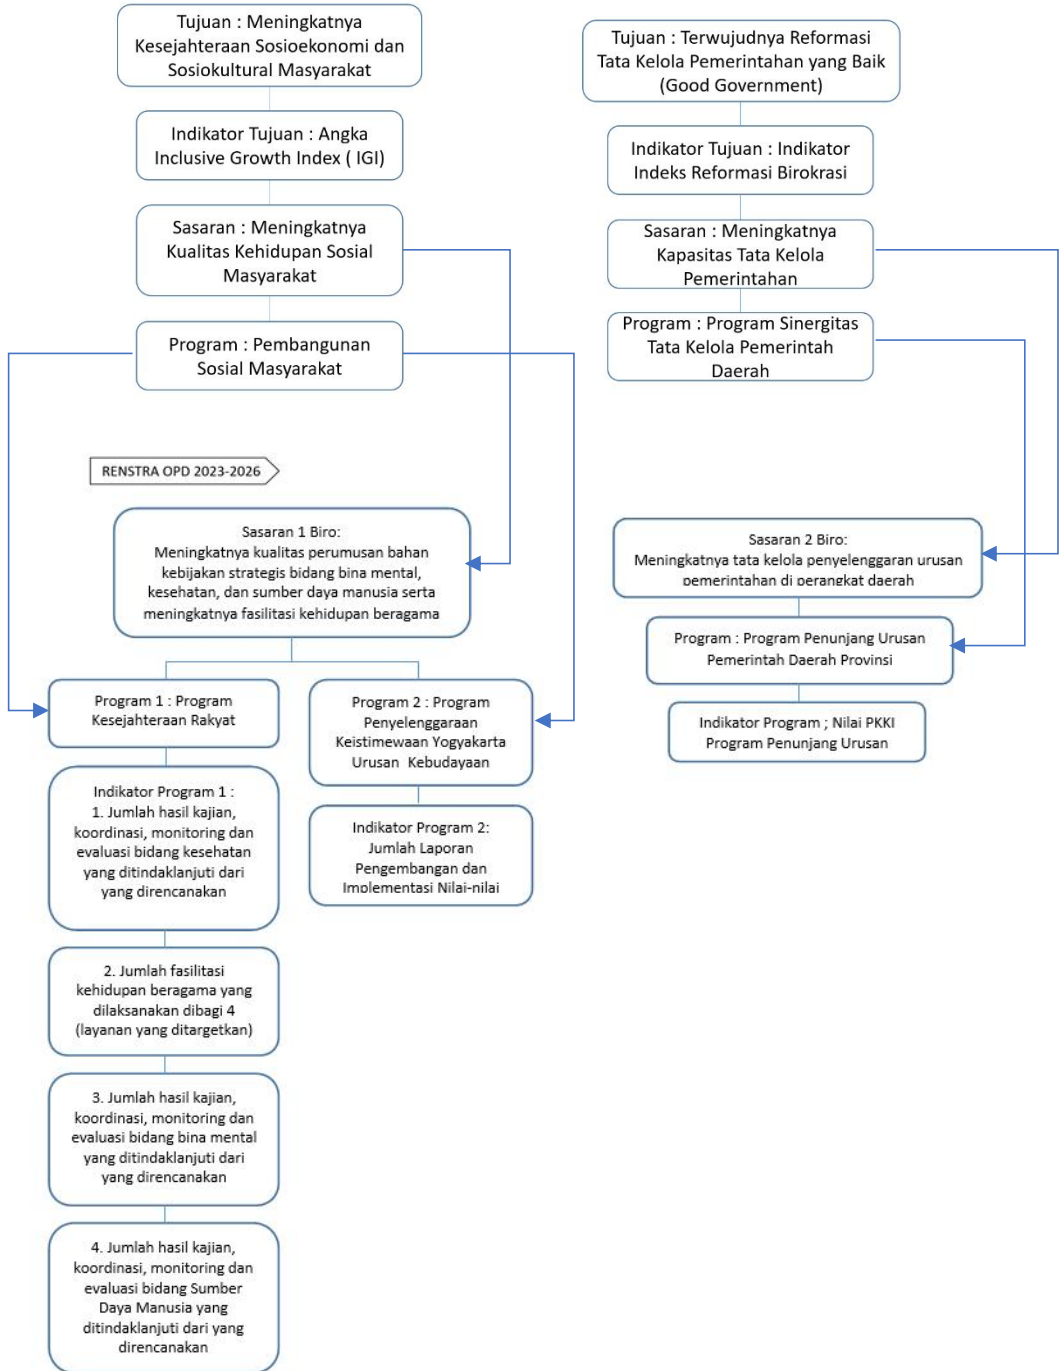 Tujuan : Meningkatnya
Kesejahteraan Sosioekonomi dan
Sosiokultural Masyarakat
Indikator Tujuan : Angka
Inclusive Growth Index ( IGI)
Sasaran : Meningkatnya
Kualitas Kehidupan Sosial
Masyarakat
Program : Pembangunan
Sosial Masyarakat
Tujuan : Terwujudnya Reformasi
Tata Kelola Pemerintahan yang Baik
(Good Government)
Indikator Tujuan : Indikator
Indeks Reformasi Birokrasi
Sasaran : Meningkatnya
Kapasitas Tata Kelola
Pemerintahan
Program : Program Sinergitas
Tata Kelola Pemerintah
Daerah
RENSTRA OPD 2023-2026
Sasaran 1 Biro:
Meningkatnya kualitas perumusan bahan
kebijakan strategis bidang bina mental,
kesehatan, dan sumber daya manusia serta
meningkatnya fasilitasi kehidupan beragama
Program 1 : Program
Kesejahteraan Rakyat
Indikator Program 1 :
1. Jumlah hasil kajian,
koordinasi, monitoring dan
evaluasi bidang kesehatan
yang ditindaklanjuti dari
yang direncanakan
2. Jumlah fasilitasi
kehidupan beragama yang
dilaksanakan dibagi 4
(layanan yang ditargetkan)
3. Jumlah hasil kajian,
koordinasi, monitoring dan
evaluasi bidang bina mental
yang ditindaklanjuti dari
yang direncanakan
4. Jumlah hasil kajian,
koordinasi, monitoring dan
evaluasi bidang Sumber
Daya Manusia yang
ditindaklanjuti dari yang
direncanakan
Program 2 : Program
Penyelenggaraan
Keistimewaan Yogyakarta
Urusan Kebudayaan
Indikator Program 2:
Jumlah Laporan
Pengembangan dan
Implementasi Nilai-nilai
Sasaran 2 Biro:
Meningkatnya tata kelola penyelenggaran urusan
pemerintahan di perangkat daerah
Program : Program Penunjang Urusan
Pemerintah Daerah Provinsi
Indikator Program ; Nilai PKKI
Program Penunjang Urusan